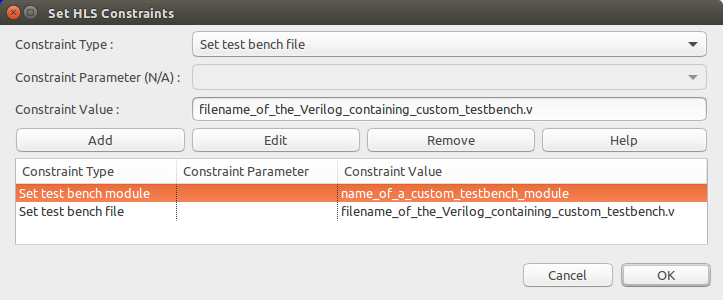 Set HLS Constraints
Constraint Type : Set test bench file
Constraint Parameter (N/A) :
Constraint Value : filename_of_the_Verilog_containing_custom_testbench.v
Add Edit Remove Help
Constraint Type Constraint Parameter Constraint Value
Set test bench module name_of_a_custom_testbench_module
Set test bench file filename_of_the_Verilog_containing_custom_testbench.v
Cancel OK